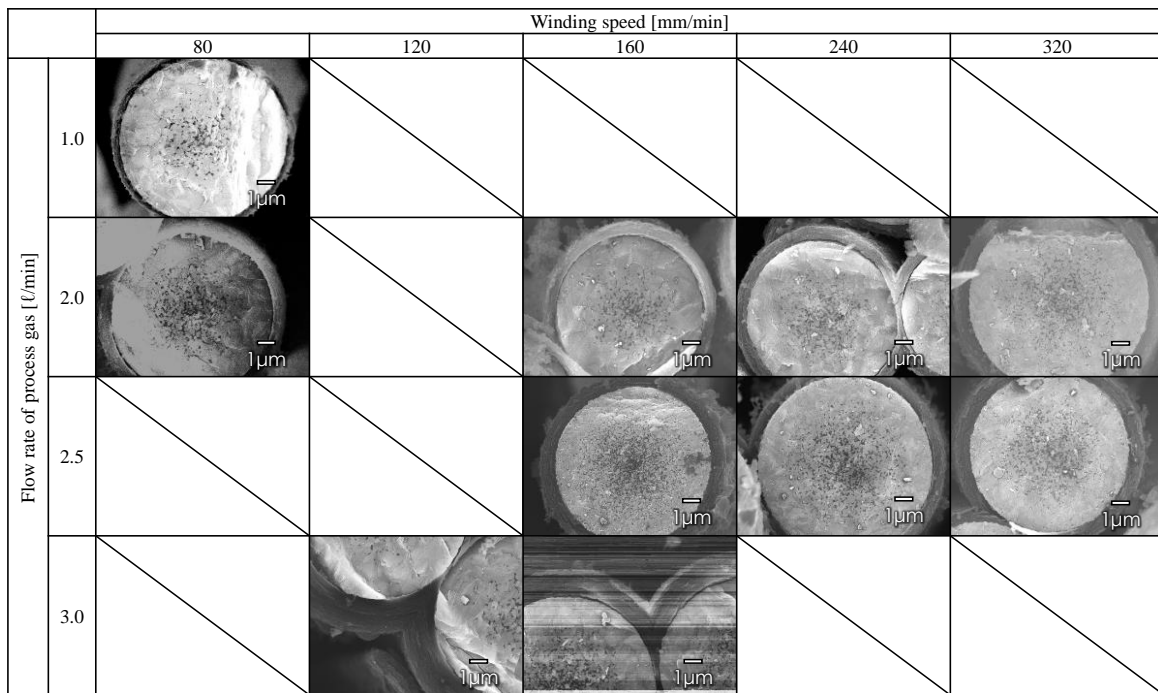 Winding speed [mm/min]
80 120 160 240 320
Flow rate of process gas [ℓ/min]
1.0
1μm
2.0
1μm 1μm 1μm 1μm
2.5
1μm 1μm 1μm
3.0
1μm 1μm